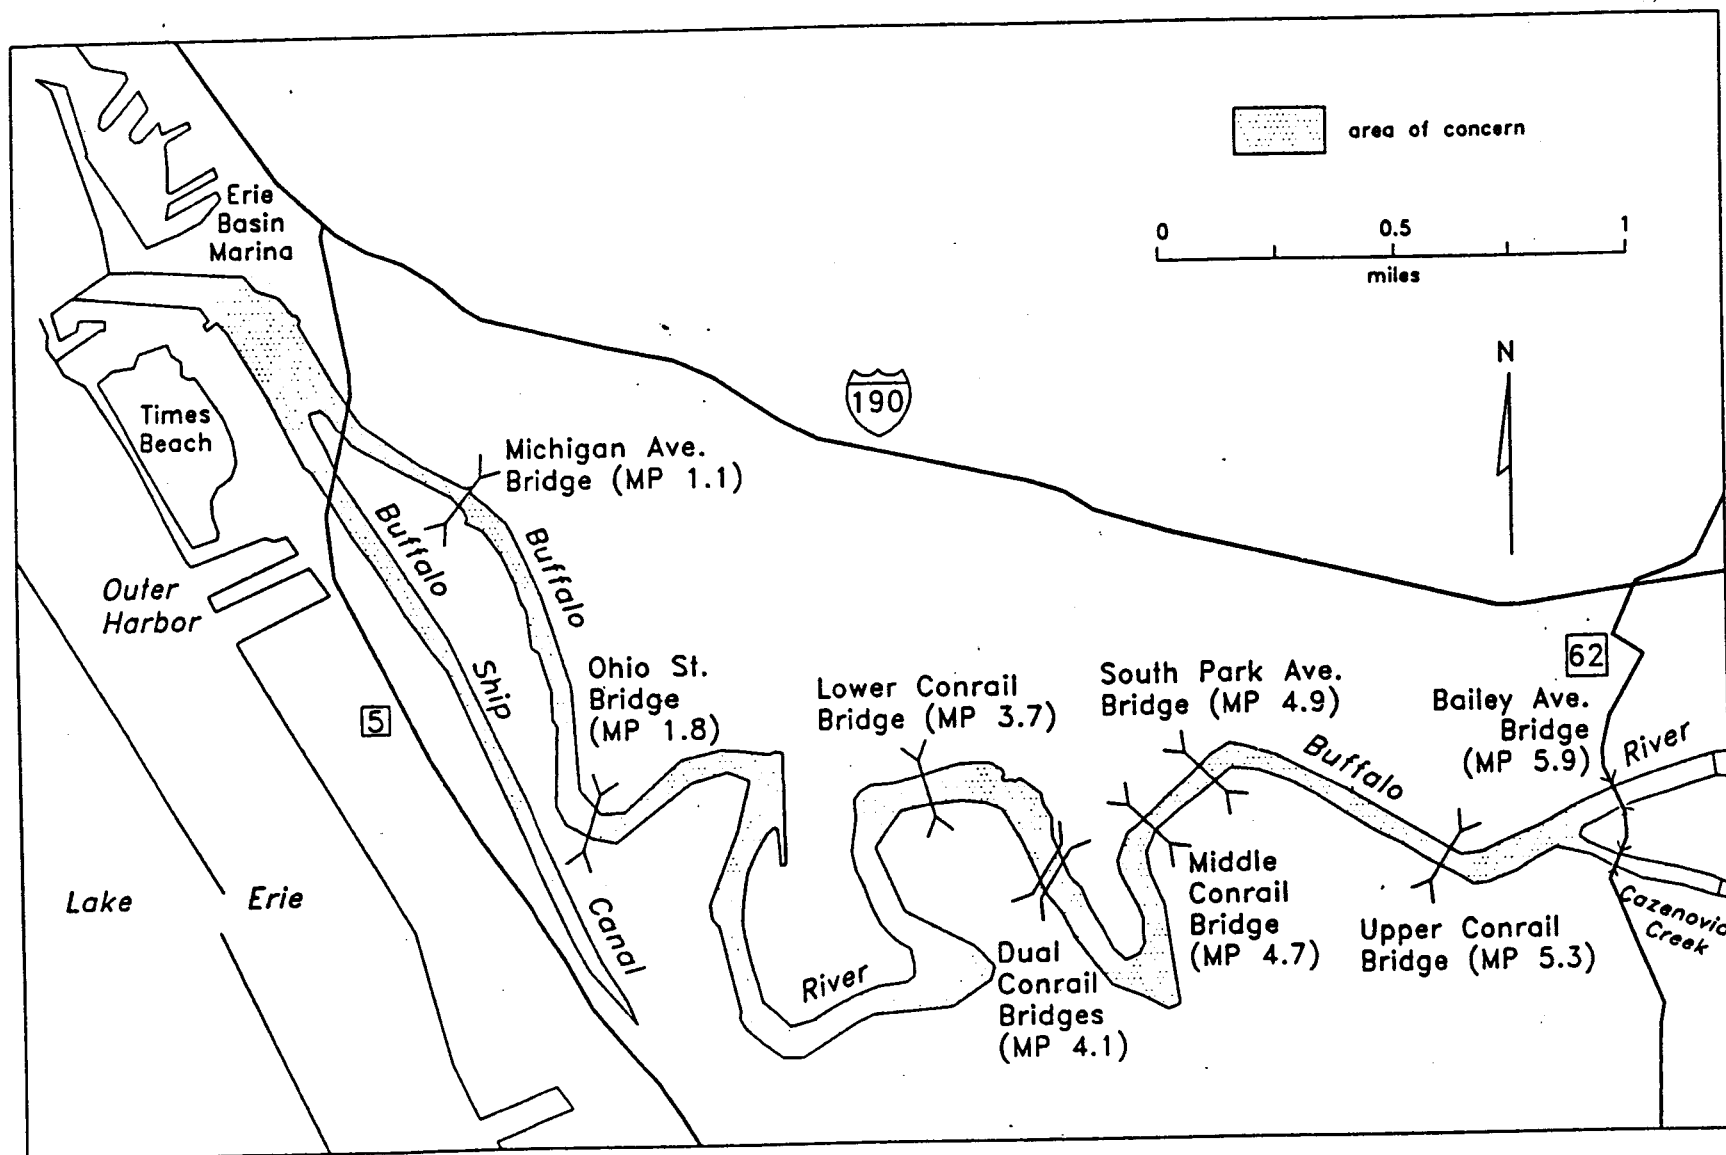 area of concern
0
0.5
1
miles
Erie
Basin
Marina
N
190
Times
Beach
Michigan Ave.
Bridge (MP 1.1)
Buffalo
Buffalo
Outer
Harbor
Ship
5
Ohio St.
Bridge
(MP 1.8)
Lower Conrail
Bridge (MP 3.7)
South Park Ave.
Bridge (MP 4.9)
62
Bailey Ave.
Bridge
(MP 5.9)
Buffalo
River
Lake Erie
Canal
River
Dual
Conrail
Bridges
(MP 4.1)
Middle
Conrail
Bridge
(MP 4.7)
Upper Conrail
Bridge (MP 5.3)
Cazenovia
Creek